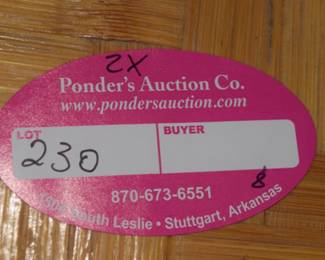 2X
Ponder's Auction Co.
www.pondersauction.com
LOT BUYER
230
8
870-673-6551
South Leslie • Stuttgart, Arkansas